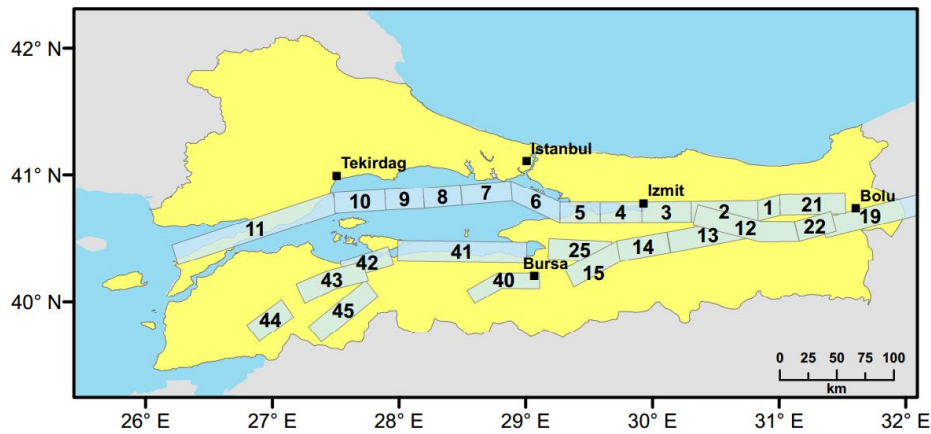 42° N
41° N
40° N
Istanbul
Tekirdag
Izmit
Bolu
Bursa
10
9
8
7
6
5
4
3
2
1
21
11
12
22
19
13
14
25
15
41
42
40
43
45
44
0 25 50 75 100
km
26° E 27° E 28° E 29° E 30° E 31° E 32° E